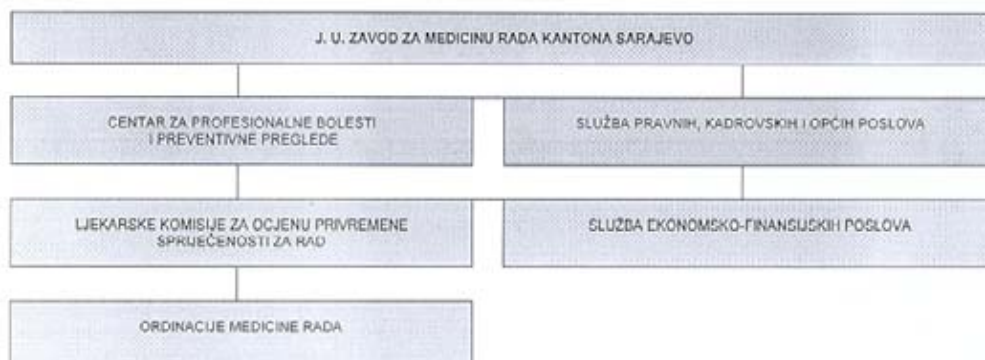 J. U. ZAVOD ZA MEDICINU RADA KANTONA SARAJEVO
CENTAR ZA PROFESIONALNE BOLESTI
I PREVENTIVNE PREGLEDE
SLUŽBA PRAVNIH, KADROVSKIH I OPĆIH POSLOVA
LJEKARSKE KOMISIJE ZA OCJENU PRIVREMENE
SPRIJEČENOSTI ZA RAD
SLUŽBA EKONOMSKO-FINANSIJSKIH POSLOVA
ORDINACIJE MEDICINE RADA